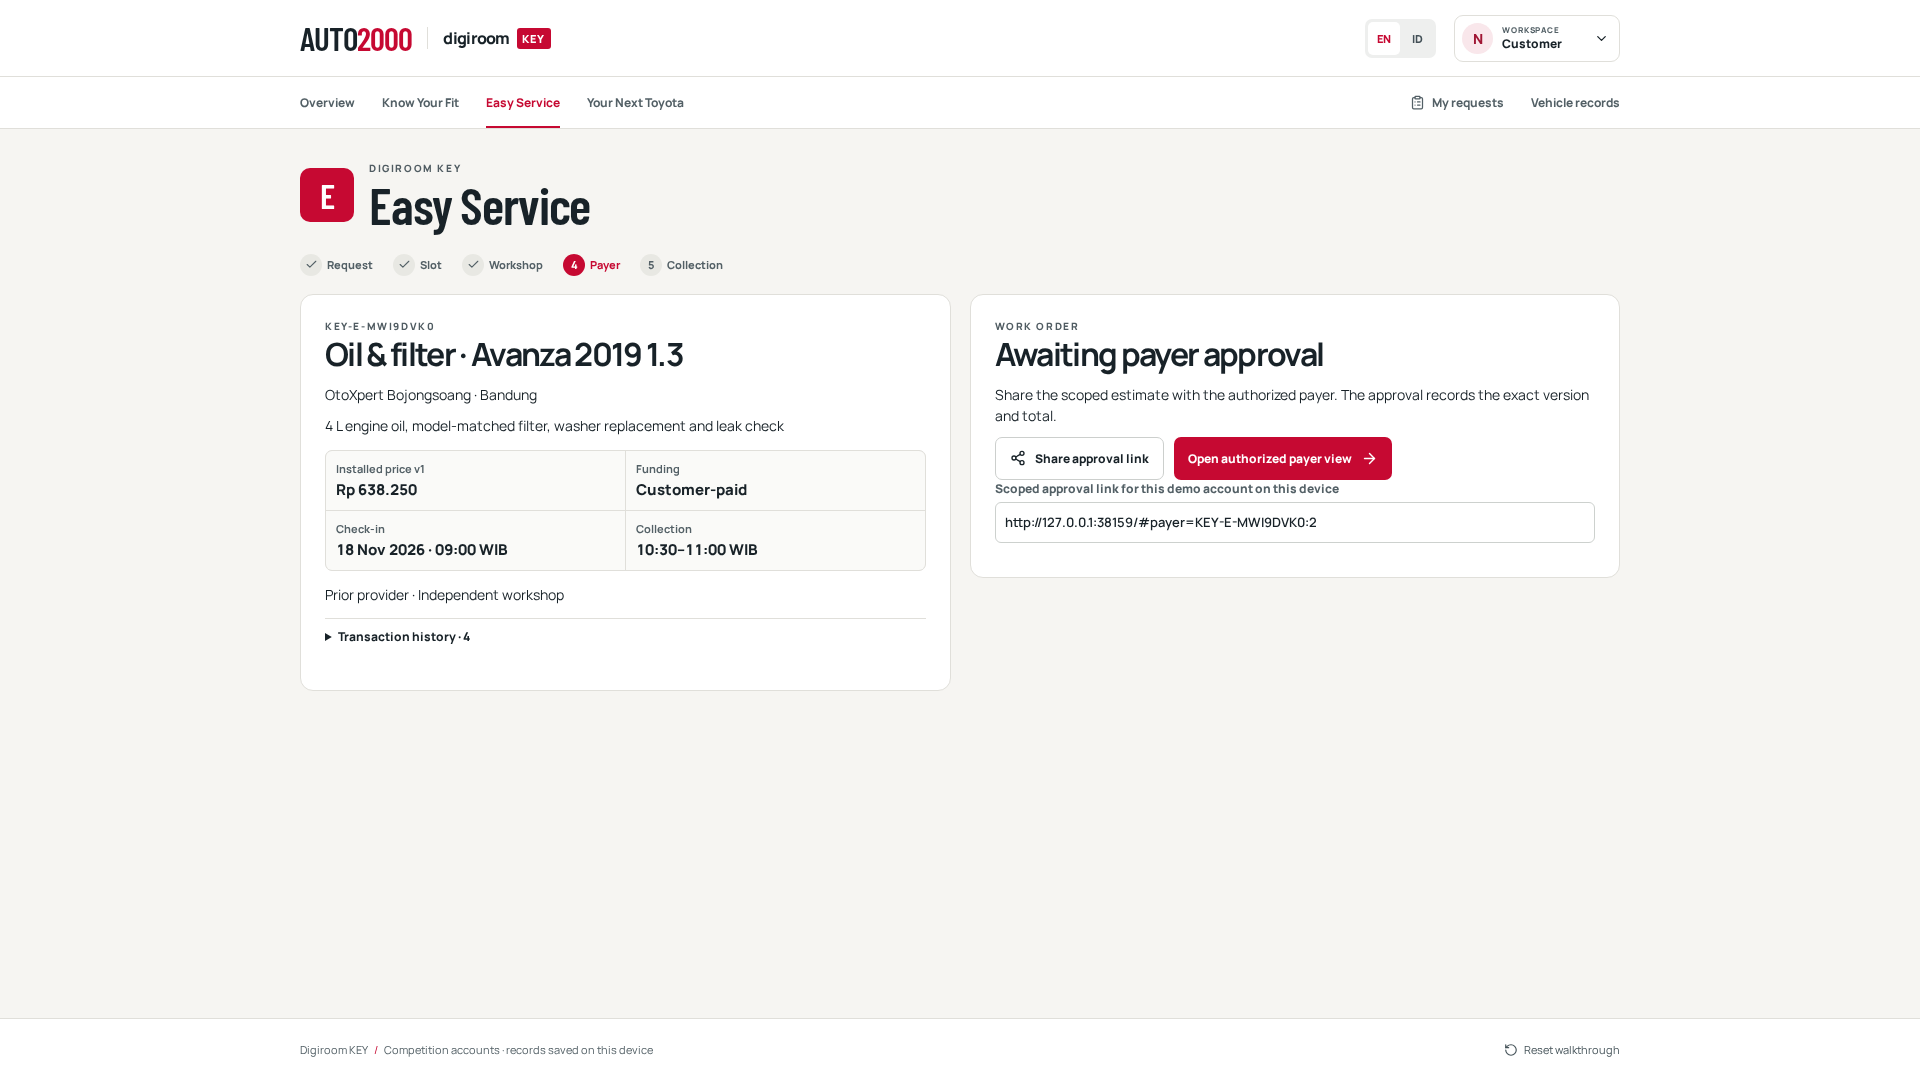 AUTO2000
digiroom KEY
EN ID
N
WORKSPACE
Customer
Overview
Know Your Fit
Easy Service
Your Next Toyota
My requests
Vehicle records
E
DIGIROOM KEY
Easy Service
Request
Slot
Workshop
4 Payer
5 Collection
KEY-E-MWI9DVK0
Oil & filter · Avanza 2019 1.3
OtoXpert Bojongsoang · Bandung
4 L engine oil, model-matched filter, washer replacement and leak check
Installed price v1
Rp 638.250
Funding
Customer-paid
Check-in
18 Nov 2026 · 09:00 WIB
Collection
10:30–11:00 WIB
Prior provider · Independent workshop
Transaction history · 4
WORK ORDER
Awaiting payer approval
Share the scoped estimate with the authorized payer. The approval records the exact version
and total.
Share approval link
Open authorized payer view
Scoped approval link for this demo account on this device
http://127.0.0.1:38159/#payer=KEY-E-MWI9DVK0:2
Digiroom KEY / Competition accounts · records saved on this device
Reset walkthrough